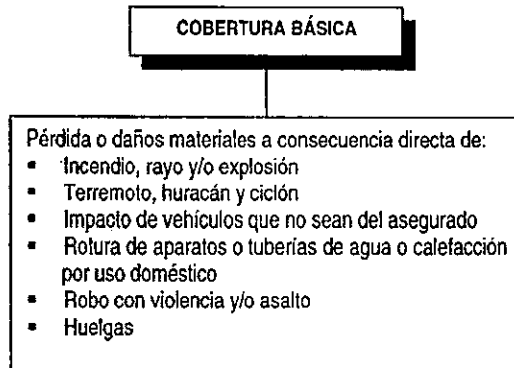 COBERTURA BÁSICA
Pérdida o daños materiales a consecuencia directa de:
▪ Incendio, rayo y/o explosión
▪ Terremoto, huracán y ciclón
▪ Impacto de vehículos que no sean del asegurado
▪ Rotura de aparatos o tuberías de agua o calefacción
por uso doméstico
▪ Robo con violencia y/o asalto
▪ Huelgas